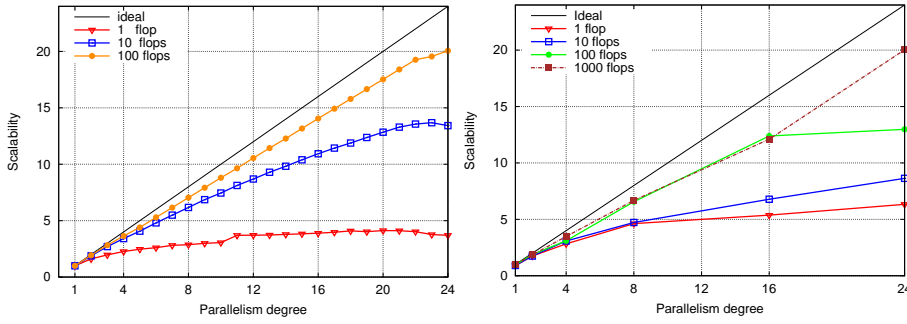 ideal
1 flop
10 flops
100 flops
Scalability
20
15
10
5
0
1 4 8 12 16 20 24
Parallelism degree
Ideal
1 flop
10 flops
100 flops
1000 flops
Scalability
20
15
10
5
0
1 4 8 16 24
Parallelism degree